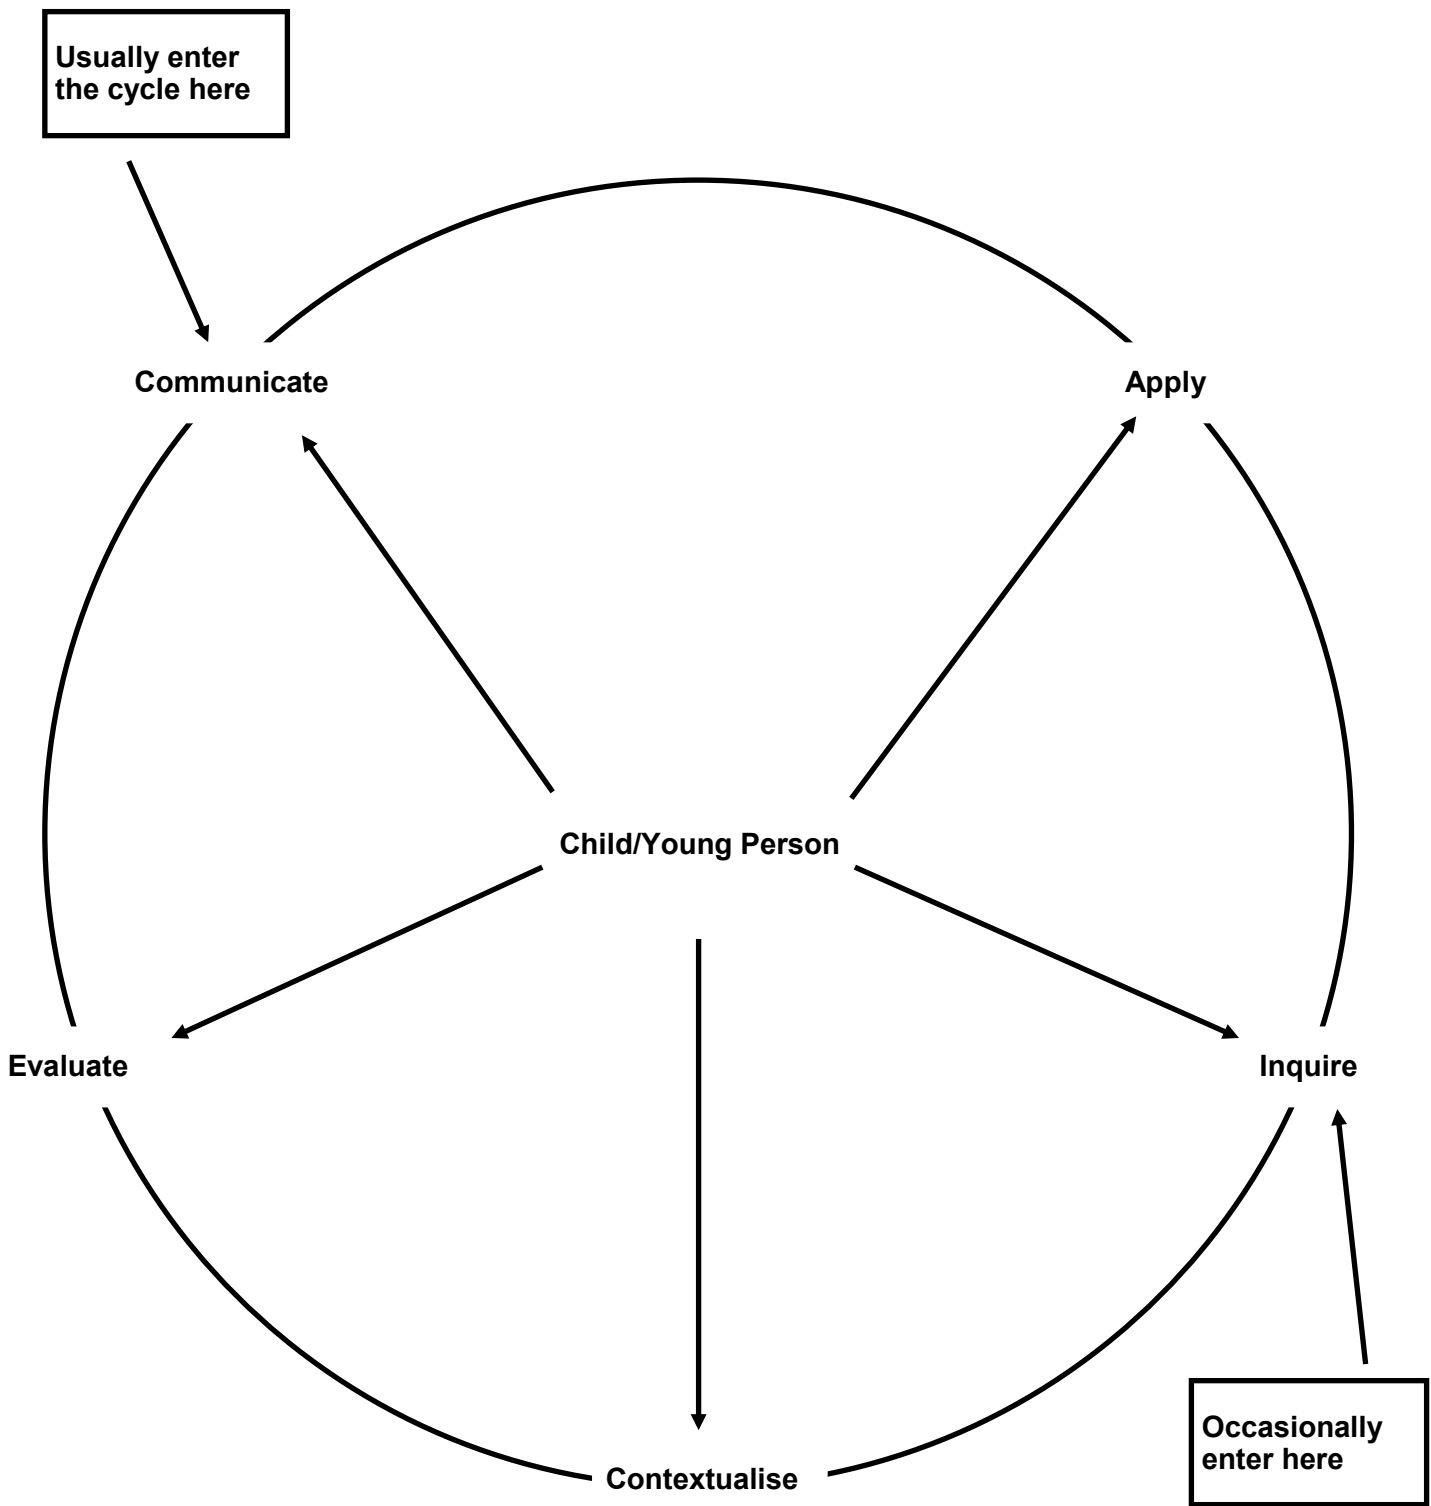 Usually enter
the cycle here
Communicate
Apply
Child/Young Person
Evaluate
Inquire
Contextualise
Occasionally
enter here